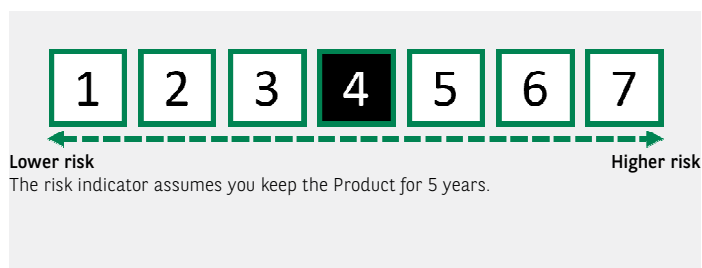 1 2 3 4 5 6 7
Lower risk Higher risk
The risk indicator assumes you keep the Product for 5 years.